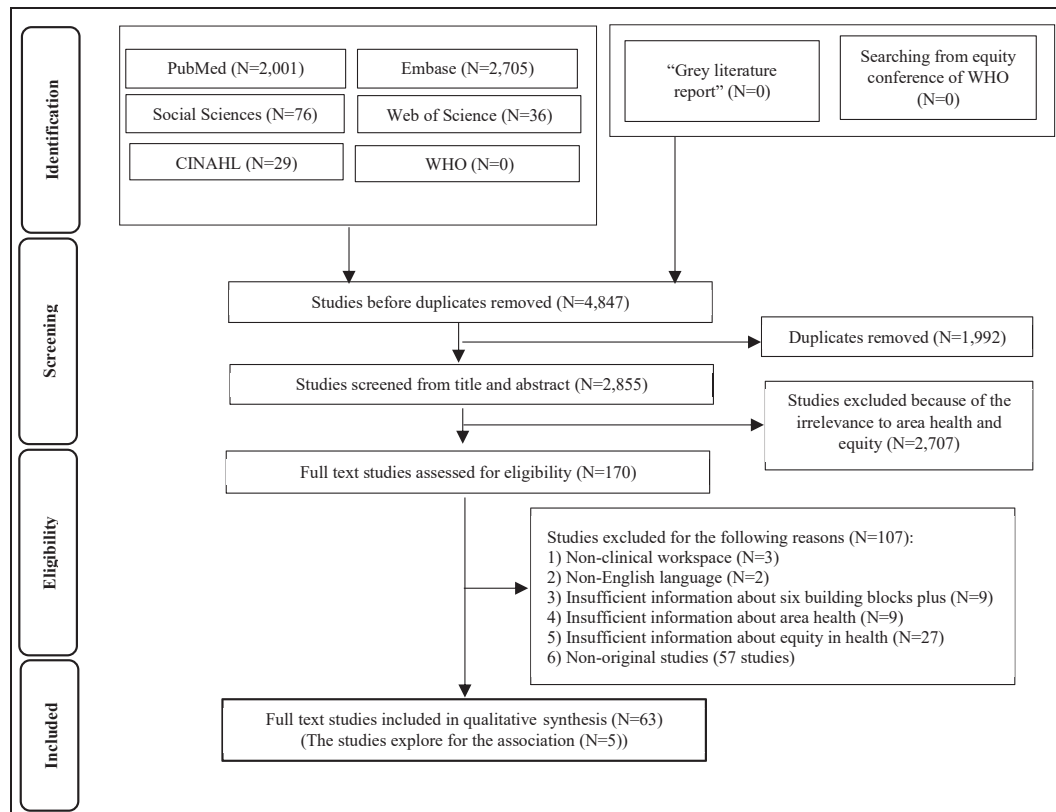 Identification
PubMed (N=2,001)
Embase (N=2,705)
Social Sciences (N=76)
Web of Science (N=36)
CINAHL (N=29)
WHO (N=0)
“Grey literature
report” (N=0)
Searching from equity
conference of WHO
(N=0)
Screening
Studies before duplicates removed (N=4,847)
Duplicates removed (N=1,992)
Studies screened from title and abstract (N=2,855)
Studies excluded because of the
irrelevance to area health and
equity (N=2,707)
Eligibility
Full text studies assessed for eligibility (N=170)
Studies excluded for the following reasons (N=107):
1) Non-clinical workspace (N=3)
2) Non-English language (N=2)
3) Insufficient information about six building blocks plus (N=9)
4) Insufficient information about area health (N=9)
5) Insufficient information about equity in health (N=27)
6) Non-original studies (57 studies)
Included
Full text studies included in qualitative synthesis (N=63)
(The studies explore for the association (N=5))